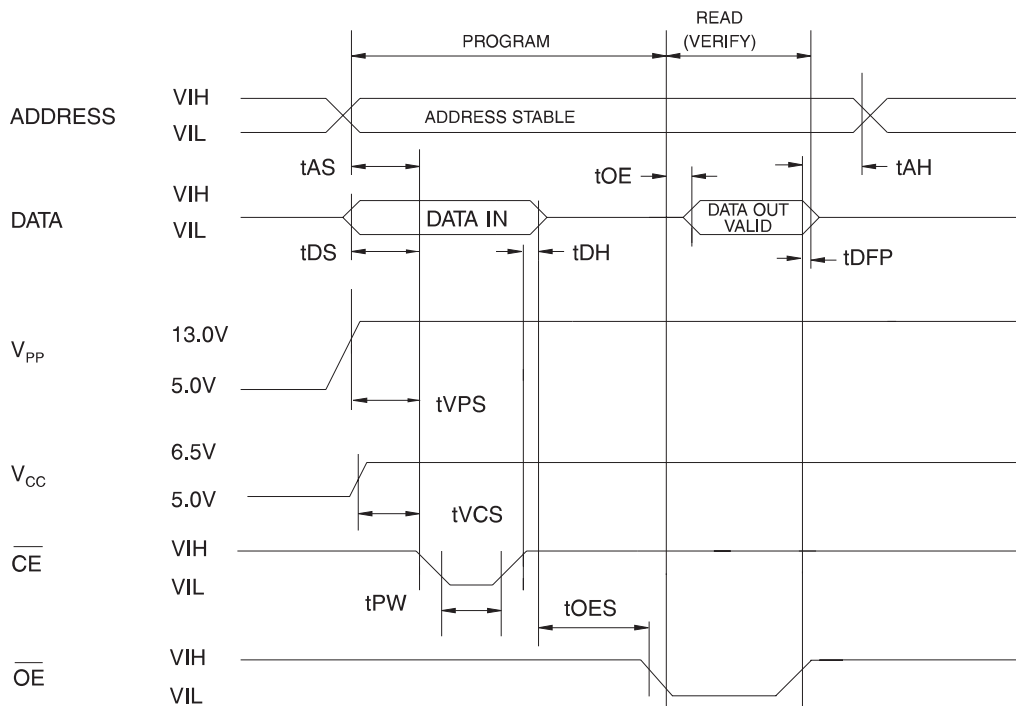 READ
PROGRAM (VERIFY)
ADDRESS VIH VIL ADDRESS STABLE
tAS tOE tAH
DATA VIH VIL DATA IN DATA OUT VALID
tDS tDH tDFP
VPP 13.0V 5.0V
tVPS
VCC 6.5V 5.0V
tVCS
CE VIH VIL
tPW tOES
OE VIH VIL